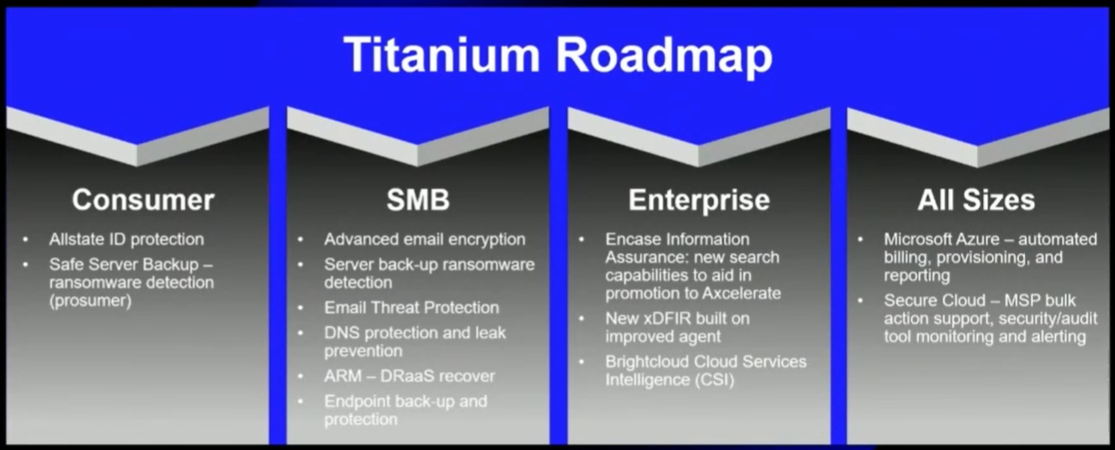 Titanium Roadmap
Consumer
• Allstate ID protection
• Safe Server Backup –
ransomware detection
(prosumer)
SMB
• Advanced email encryption
• Server back-up ransomware
detection
• Email Threat Protection
• DNS protection and leak
prevention
• ARM – DRaaS recover
• Endpoint back-up and
protection
Enterprise
• Encase Information
Assurance: new search
capabilities to aid in
promotion to Axcelerate
• New xDFIR built on
improved agent
• Brightcloud Cloud Services
Intelligence (CSI)
All Sizes
• Microsoft Azure – automated
billing, provisioning, and
reporting
• Secure Cloud – MSP bulk
action support, security/audit
tool monitoring and alerting